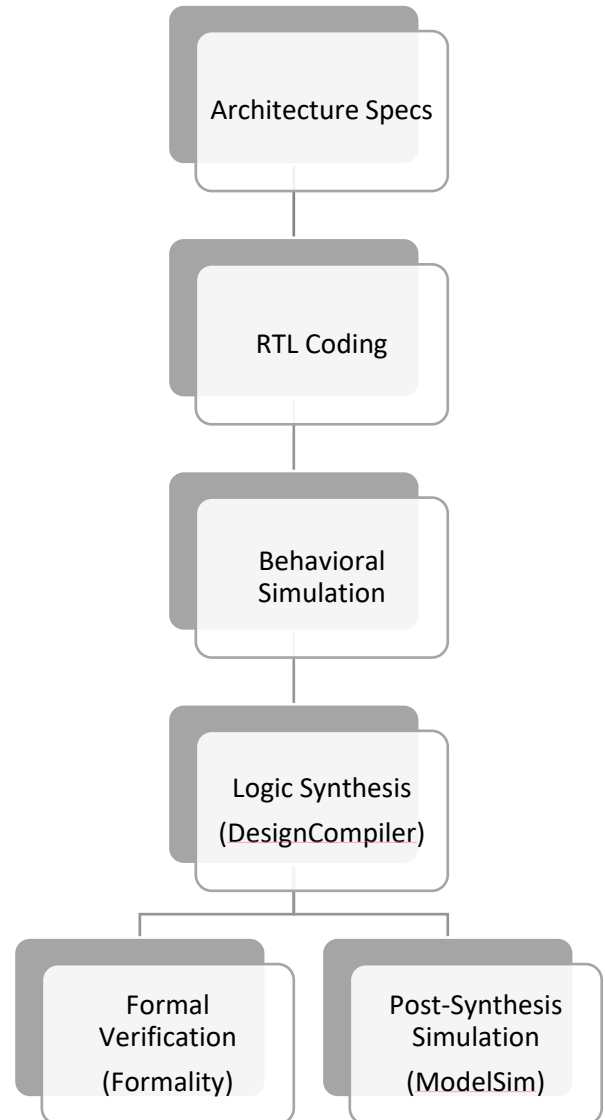 Architecture Specs
RTL Coding
Behavioral
Simulation
Logic Synthesis
(DesignCompiler)
Formal
Verification
(Formality)
Post-Synthesis
Simulation
(ModelSim)